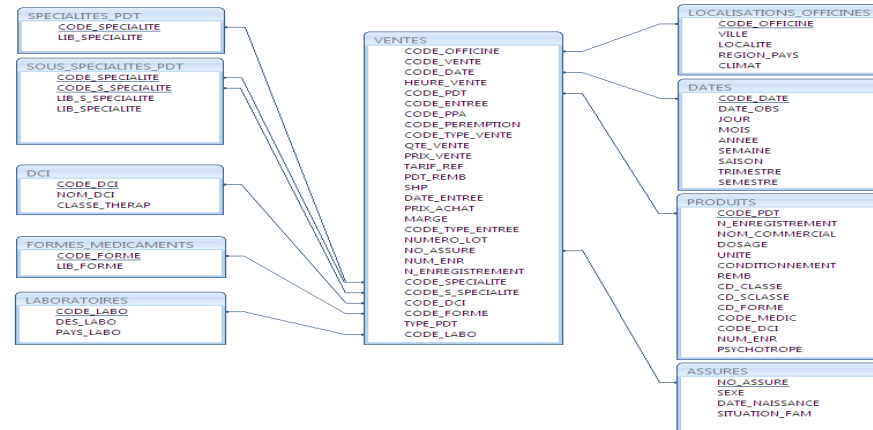 SPECIALITES_PDT
CODE_SPECIALITE
LIB_SPECIALITE
SOUS_SPECIALITES_PDT
CODE_SPECIALITE
CODE_S_SPECIALITE
LIB_S_SPECIALITE
LIB_SPECIALITE
DCI
CODE_DCI
NOM_DCI
CLASSE_THERAP
FORMES_MEDICAMENTS
CODE_FORME
LIB_FORME
LABORATOIRES
CODE_LABO
DES_LABO
PAYS_LABO
VENTES
CODE_OFFICINE
CODE_VENTE
CODE_DATE
HEURE_VENTE
CODE_PDT
CODE_ENTREE
CODE_PPA
CODE_PEREMPTION
CODE_TYPE_VENTE
QTE_VENTE
PRIX_VENTE
TARIF_REF
PDT_REMB
SHP
DATE_ENTREE
PRIX_ACHAT
MARGE
CODE_TYPE_ENTREE
NUMERO_LOT
NO_ASSURE
NUM_ENR
N_ENREGISTREMENT
CODE_SPECIALITE
CODE_S_SPECIALITE
CODE_DCI
CODE_FORME
TYPE_PDT
CODE_LABO
LOCALISATIONS_OFFICINES
CODE_OFFICINE
VILLE
LOCALITE
REGION_PAYS
CLIMAT
DATES
CODE_DATE
DATE_OBS
JOUR
MOIS
ANNEE
SEMAINE
SAISON
TRIMESTRE
SEMESTRE
PRODUITS
CODE_PDT
N_ENREGISTREMENT
NOM_COMMERCIAL
DOSAGE
UNITE
CONDITIONNEMENT
REMB
CD_CLASSE
CD_SCLASSE
CD_FORME
CODE_MEDIC
CODE_DCI
NUM_ENR
PSYCHOTROPE
ASSURES
NO_ASSURE
SEXE
DATE_NAISSANCE
SITUATION_FAM